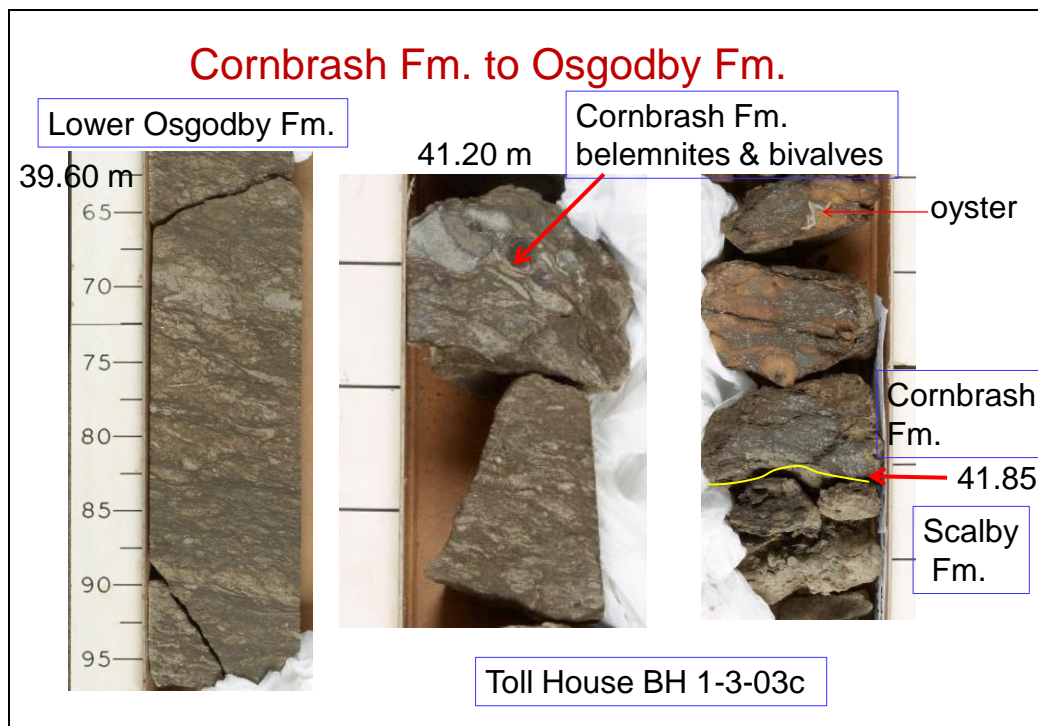 Cornbrash Fm. to Osgodby Fm.
Lower Osgodby Fm.
39.60 m
65
70
75
80
85
90
95
41.20 m
Cornbrash Fm.
belemnites & bivalves
oyster
Cornbrash
Fm.
41.85
Scalby
Fm.
Toll House BH 1-3-03c